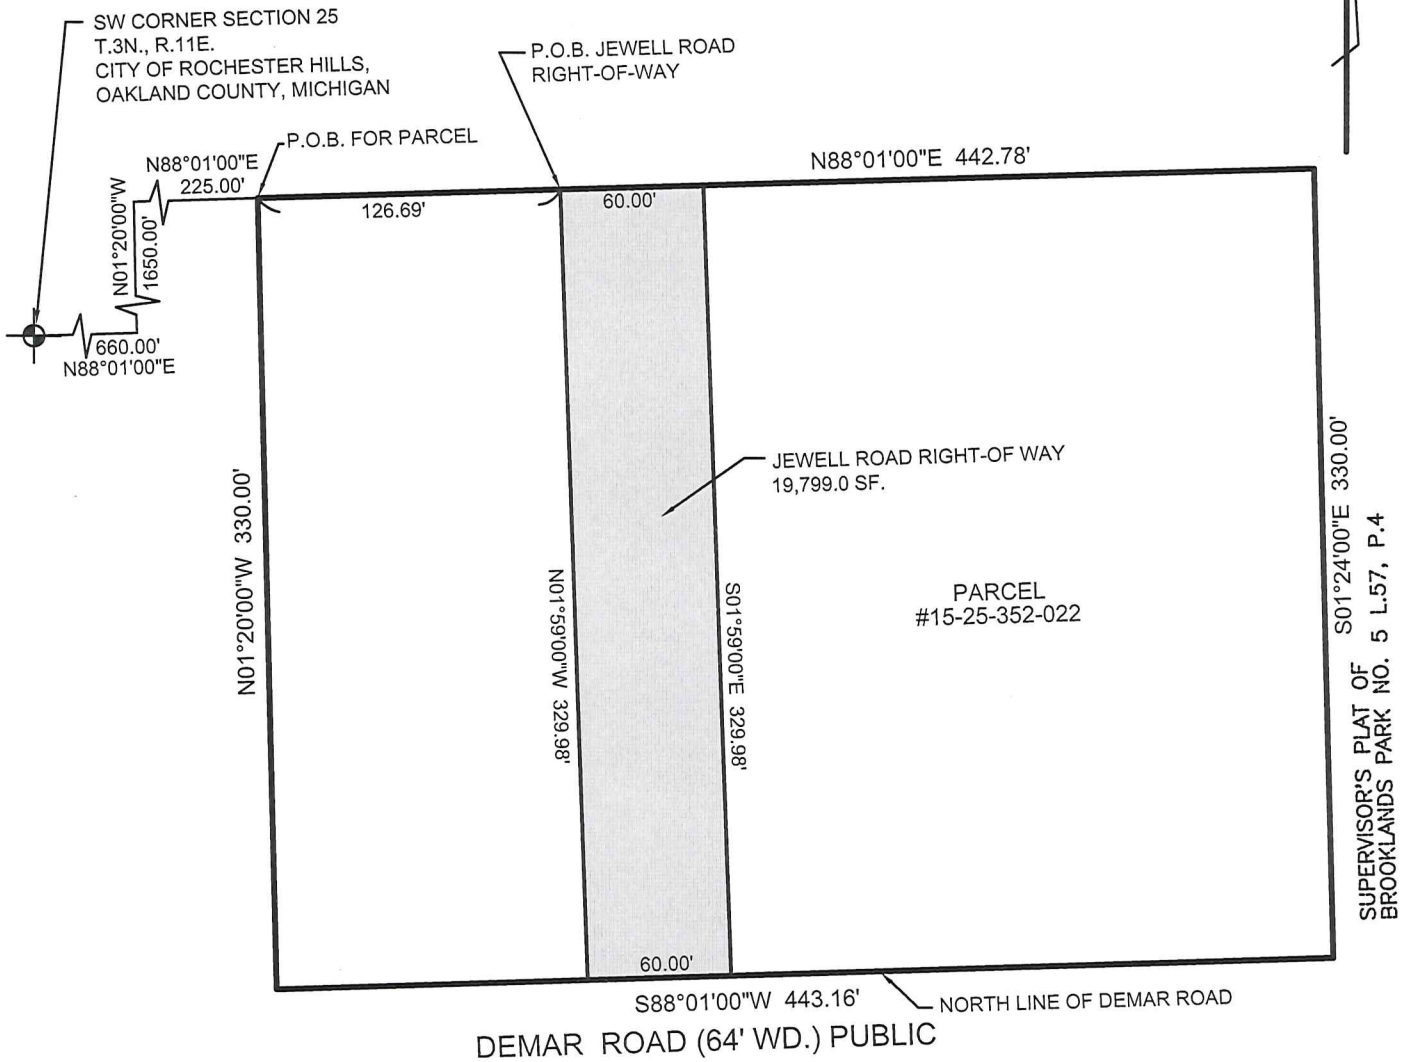 SW CORNER SECTION 25
T.3N., R.11E.
CITY OF ROCHESTER HILLS,
OAKLAND COUNTY, MICHIGAN
P.O.B. JEWELL ROAD
RIGHT-OF-WAY
P.O.B. FOR PARCEL
N88°01'00"E
225.00'
N01°20'00"W
1650.00'
660.00'
N88°01'00"E
126.69'
60.00'
N88°01'00"E 442.78'
JEWELL ROAD RIGHT-OF WAY
19,799.0 SF.
N01°20'00"W 330.00'
N01°59'00"W 329.98'
S01°59'00"E 329.98'
PARCEL
#15-25-352-022
S01°24'00"E 330.00'
SUPERVISOR'S PLAT OF
BROOKLANDS PARK NO. 5 L.57, P.4
60.00'
S88°01'00"W 443.16'
NORTH LINE OF DEMAR ROAD
DEMAR ROAD (64' WD.) PUBLIC